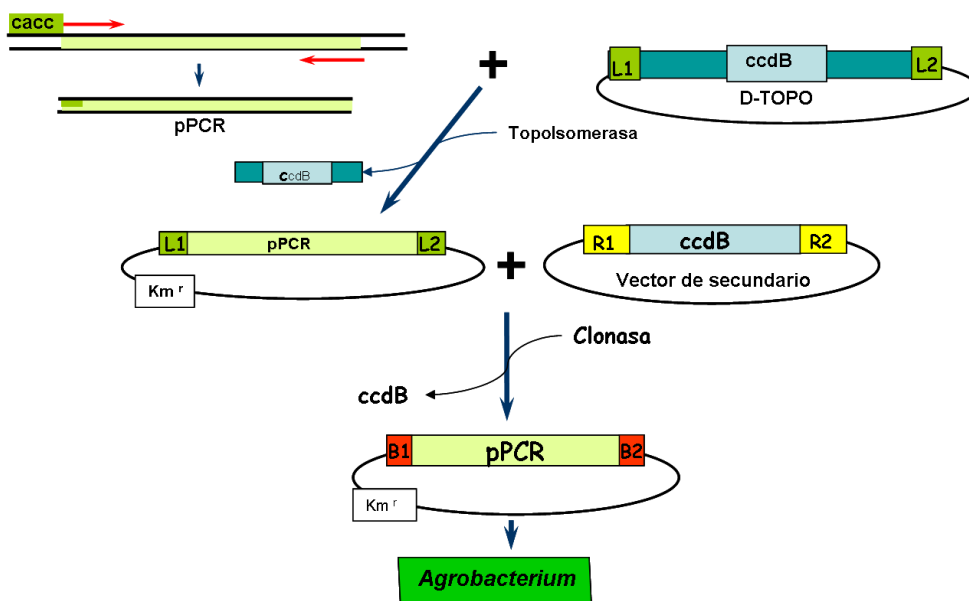 cacc
L1
ccdB
L2
D-TOPO
pPCR
TopoIsomerasa
ccdB
L1
pPCR
L2
Km r
R1
ccdB
R2
Vector de secundario
Clonasa
ccdB
B1
pPCR
B2
Km r
Agrobacterium